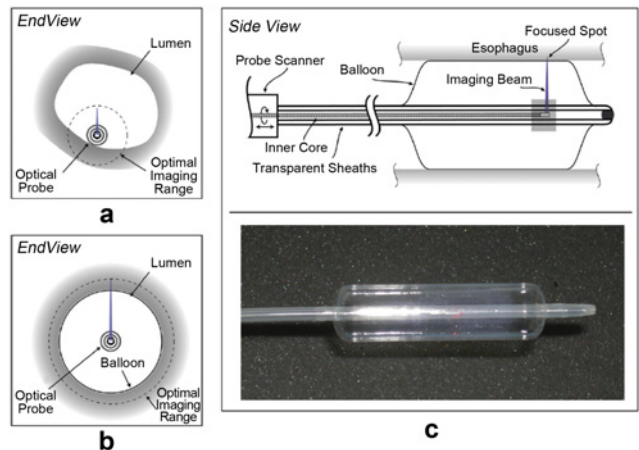 EndView
Lumen
Optical
Probe
Optimal
Imaging
Range
a
EndView
Lumen
Balloon
Optical
Probe
Optimal
Imaging
Range
b
Side View
Focused Spot
Esophagus
Probe Scanner
Balloon
Imaging
Beam
Inner Core
Transparent Sheaths
c